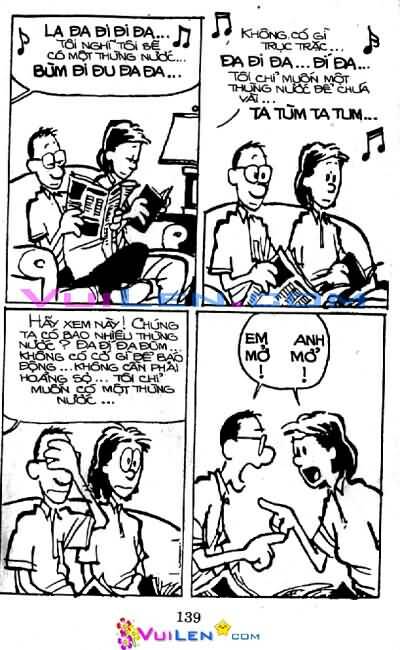 LA ĐA ĐI ĐI ĐA...
TÔI NGHĨ TÔI SẼ
CÓ MỘT THÙNG NƯỚC...
BÙM ĐI ĐU ĐA ĐA...
KHÔNG CÓ GÌ
TRỤC TRẶC...
ĐA ĐI ĐA... ĐÍ ĐA...
TÔI CHỈ MUỐN MỘT
THÙNG NƯỚC ĐỂ CHỨA
VẢI...
TA TÙM TA TUM...
HÃY XEM NÀY! CHÚNG
TA CÓ BAO NHIÊU THÙNG
NƯỚC? ĐA ĐI ĐA ĐÙM...
KHÔNG CÓ CỚ GÌ ĐỂ BÁO
ĐỘNG... KHÔNG CẦN PHẢI
HOẢNG SỢ... TÔI CHỈ
MUỐN CÓ MỘT THÙNG
NƯỚC...
EM
MỞ
!
ANH
MỞ
!
VUILEN.COM
139
VUILEN.COM